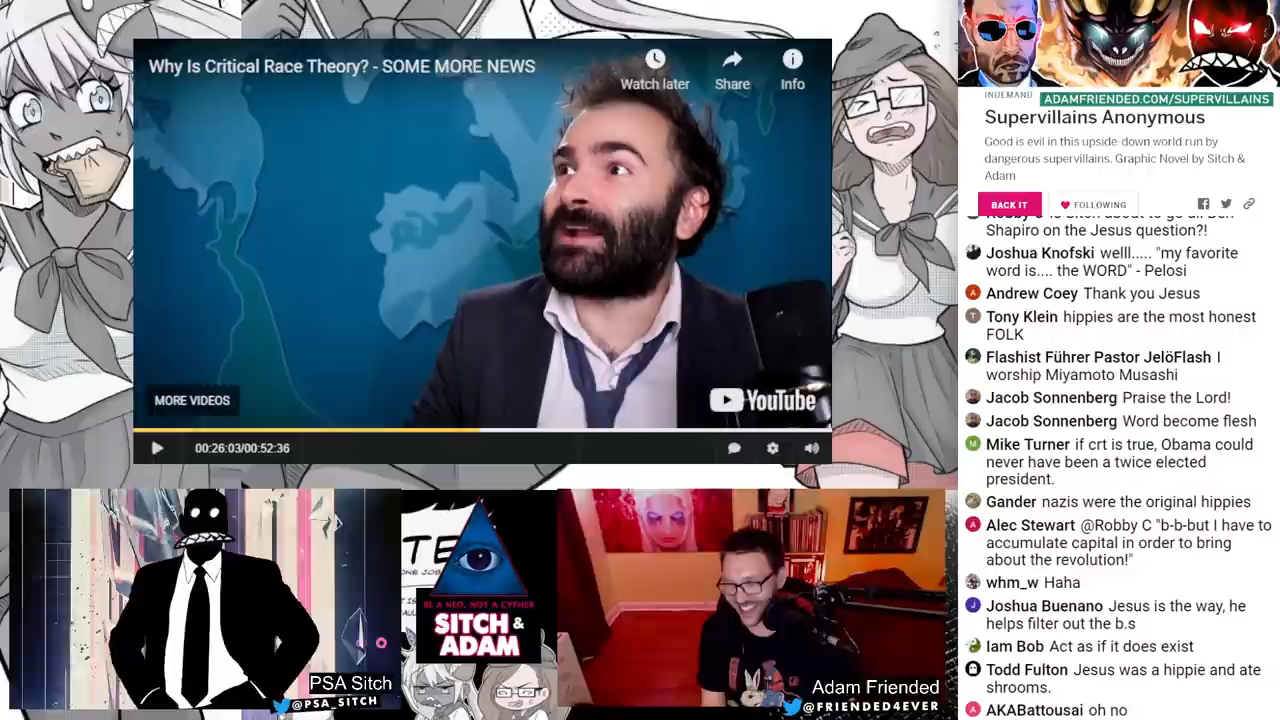 Why Is Critical Race Theory? - SOME MORE NEWS
Watch later
Share
Info
MORE VIDEOS
YouTube
00:26:03/00:52:36
PSA Sitch
@PSA_SITCH
BE A NEO, NOT A CYPHER
SITCH &
ADAM
Adam Friended
@FRIENDED4EVER
INDEMAND
ADAMFRIENDED.COM/SUPERVILLAINS
Supervillains Anonymous
Good is evil in this upside-down world run by
dangerous supervillains. Graphic Novel by Sitch &
Adam
BACK IT
FOLLOWING
Shapiro on the Jesus question?!
Joshua Knofski welll..... "my favorite
word is.... the WORD" - Pelosi
Andrew Coey Thank you Jesus
Tony Klein hippies are the most honest
FOLK
Flashist Führer Pastor JelöFlash I
worship Miyamoto Musashi
Jacob Sonnenberg Praise the Lord!
Jacob Sonnenberg Word become flesh
Mike Turner if crt is true, Obama could
never have been a twice elected
president.
Gander nazis were the original hippies
Alec Stewart @Robby C "b-b-but I have to
accumulate capital in order to bring
about the revolution!"
whm_w Haha
Joshua Buenano Jesus is the way, he
helps filter out the b.s
Iam Bob Act as if it does exist
Todd Fulton Jesus was a hippie and ate
shrooms.
AKABattousai oh no